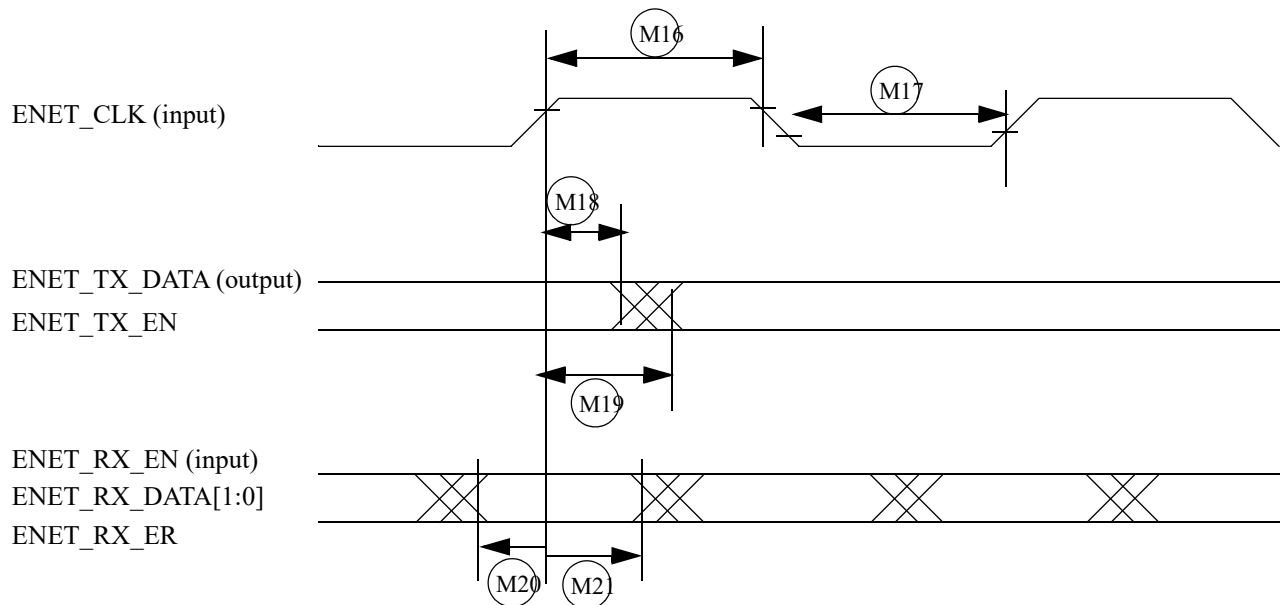 M16
ENET_CLK (input)
M17
M18
ENET_TX_DATA (output)
ENET_TX_EN
M19
ENET_RX_EN (input)
ENET_RX_DATA[1:0]
ENET_RX_ER
M20
M21